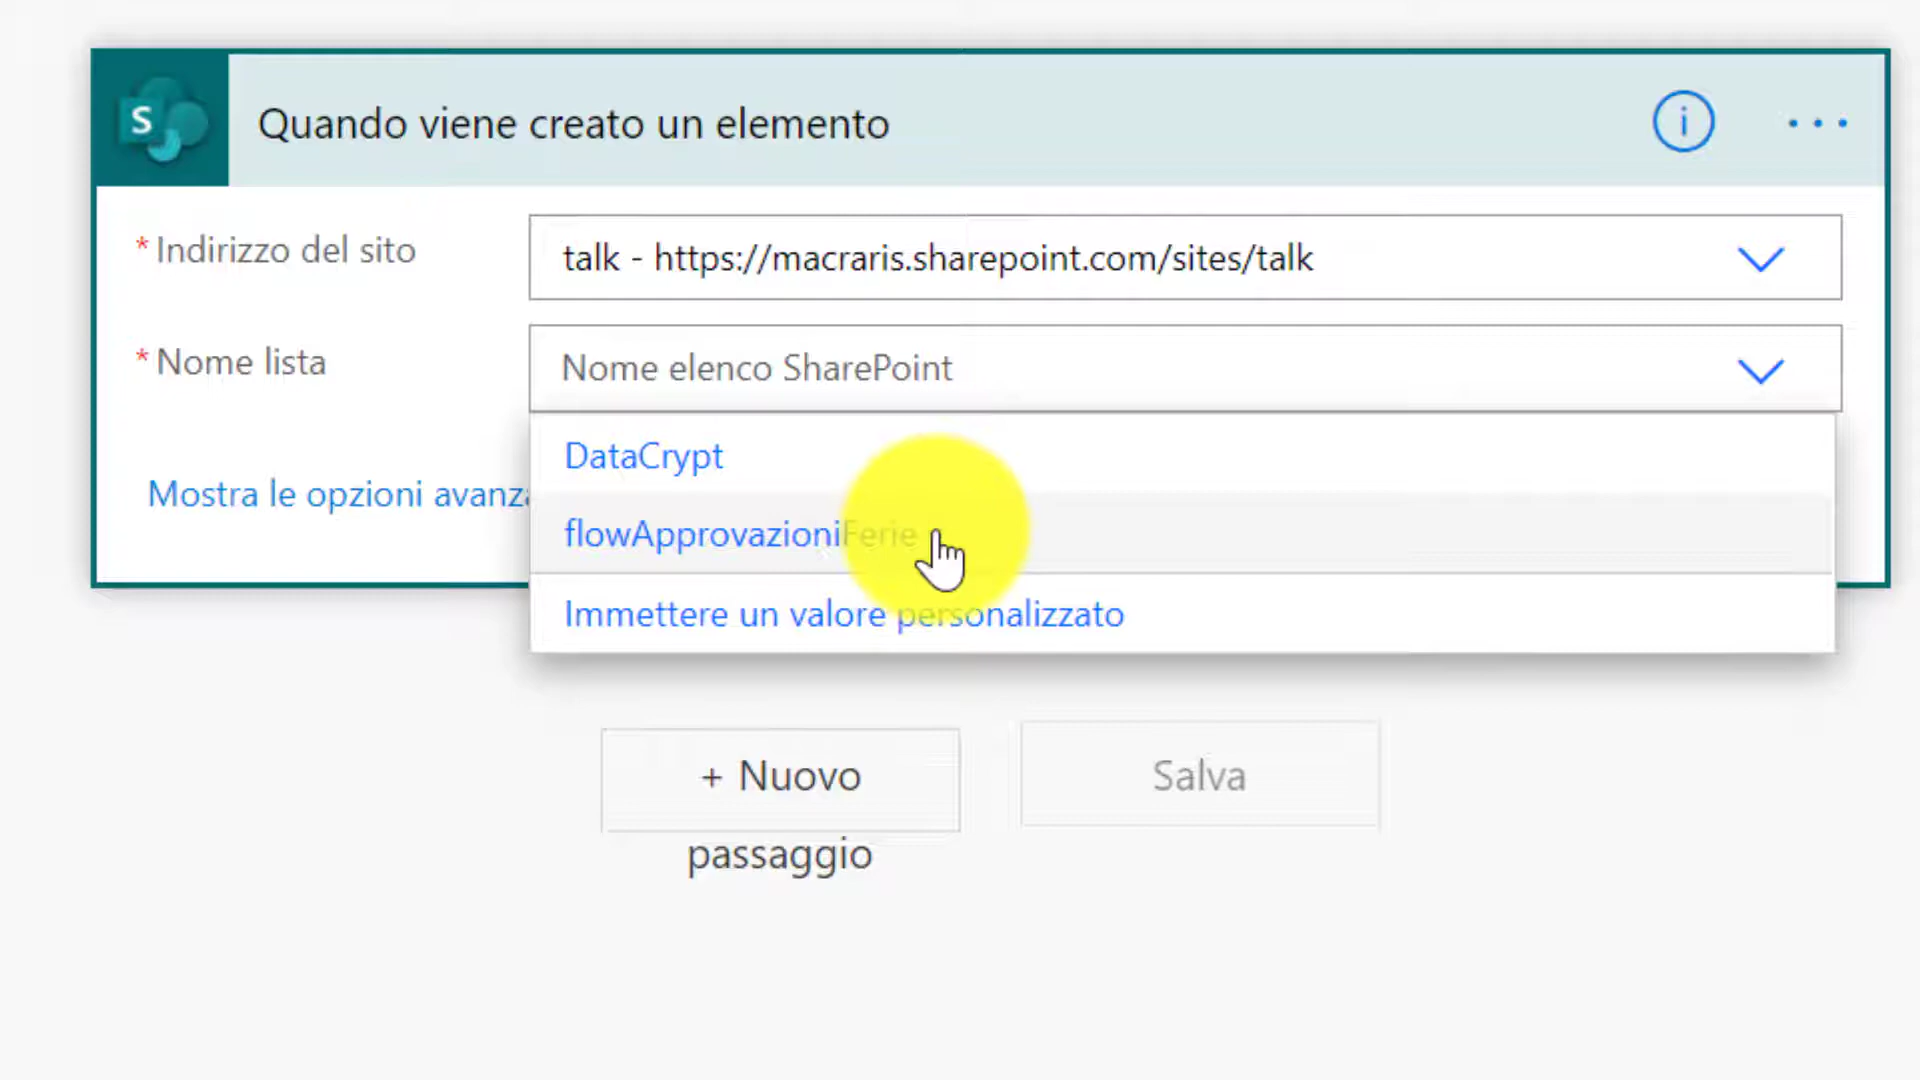 S
Quando viene creato un elemento
i
* Indirizzo del sito
talk - https://macraris.sharepoint.com/sites/talk
* Nome lista
Nome elenco SharePoint
DataCrypt
Mostra le opzioni avanza
flowApprovazioniFerie
Immettere un valore personalizzato
+ Nuovo
passaggio
Salva